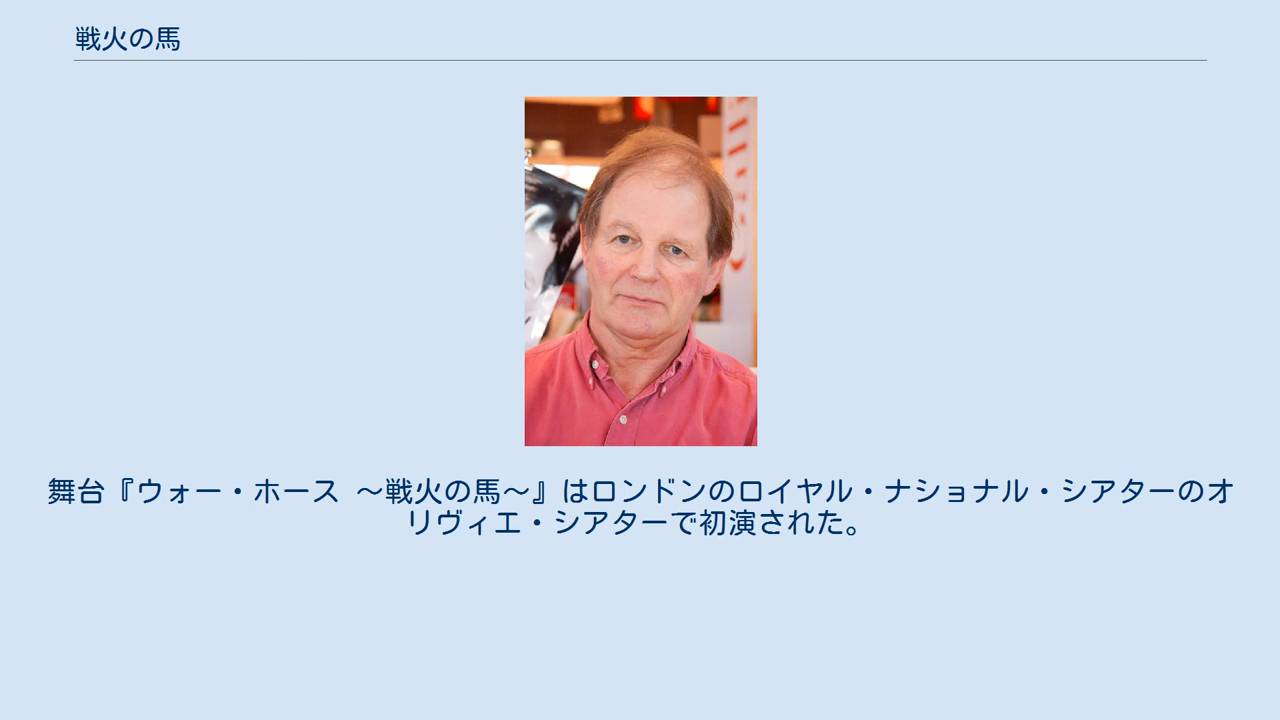 戦火の馬
舞台『ウォー・ホース 〜戦火の馬〜』はロンドンのロイヤル・ナショナル・シアターのオ
リヴィエ・シアターで初演された。